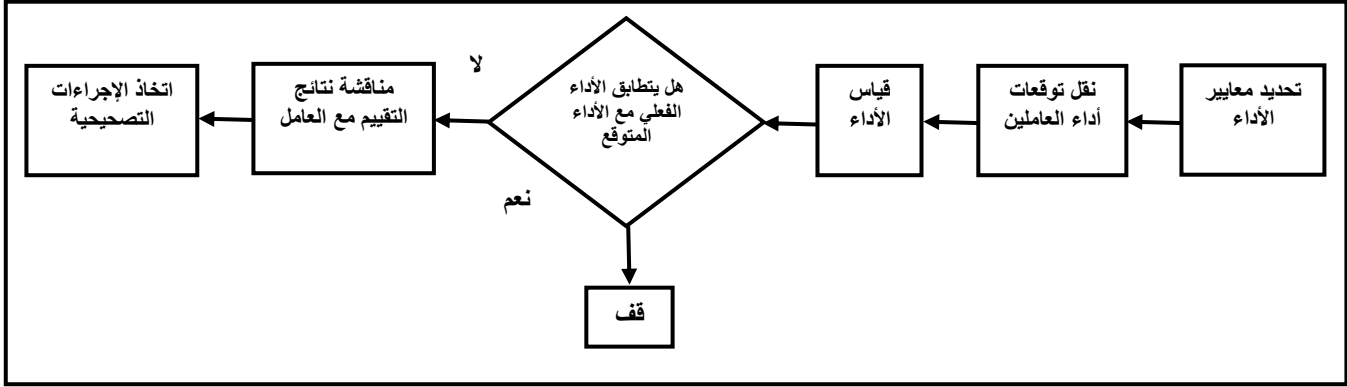 تحديد معايير
الأداء
نقل توقعات
أداء العاملين
قياس
الأداء
هل يتطابق الأداء
الفعلي مع الأداء
المتوقع
لا
مناقشة نتائج
التقييم مع العامل
اتخاذ الإجراءات
التصحيحية
نعم
قف